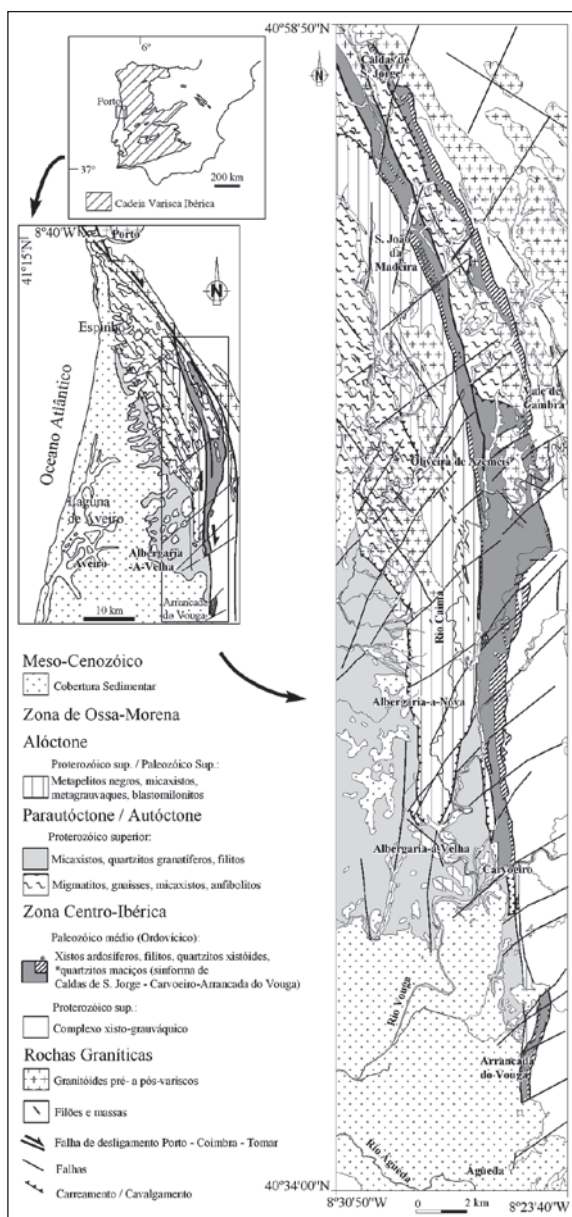 6°
Porto
37°
200 km
Cadeia Varisca Ibérica
8°40'W
41°15'N
Porto
N
Espinho
Oceano Atlântico
Laguna
de Aveiro
Aveiro
Albergaria
-A-Velha
Arrancada
do Vouga
10 km
Meso-Cenozóico
Cobertura Sedimentar
Zona de Ossa-Morena
Alóctone
Proterozóico sup. / Paleozóico Sup.:
Metapelitos negros, micaxistos,
metagrauvaques, blastomilonitos
Parautóctone / Autóctone
Proterozóico superior:
Micaxistos, quartzitos granatíferos, filitos
Migmatitos, gnaisses, micaxistos, anfibolitos
Zona Centro-Ibérica
Paleozóico médio (Ordovícico):
Xistos ardosíferos, filitos, quartzitos xistóides,
*quartzitos maciços (sinforma de
Caldas de S. Jorge - Carvoeiro-Arrancada do Vouga)
Proterozóico sup.:
Complexo xisto-grauváquico
Rochas Graníticas
Granitóides pré- a pós-variscos
Filões e massas
Falha de desligamento Porto - Coimbra - Tomar
Falhas
Carreamento / Cavalgamento
40°58'50"N
N
Caldas de
S. Jorge
S. João
da
Madeira
Vale de
Cambra
Oliveira de Azeméis
Rio Caima
Albergaria-a-Nova
Albergaria-a-Velha
Carvoeiro
Rio Vouga
Arrancada
do Vouga
Rio Águeda
Águeda
40°34'00"N
8°30'50"W
0 2 km
8°23'40"W